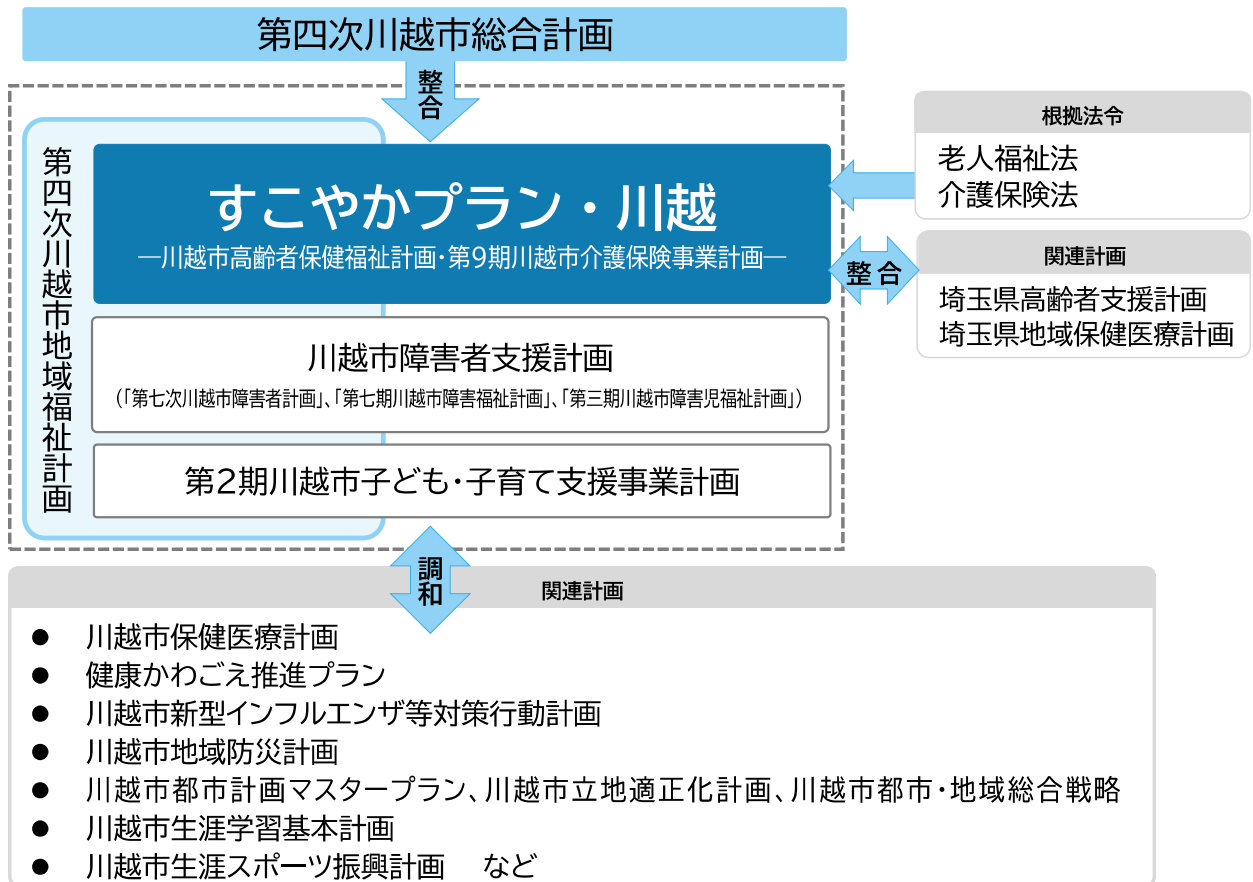 第四次川越市総合計画
整合
第四次川越市地域福祉計画
すこやかプラン・川越
―川越市高齢者保健福祉計画・第9期川越市介護保険事業計画―
川越市障害者支援計画
（「第七次川越市障害者計画」、「第七期川越市障害福祉計画」、「第三期川越市障害児福祉計画」）
第2期川越市子ども・子育て支援事業計画
根拠法令
老人福祉法
介護保険法
整合
関連計画
埼玉県高齢者支援計画
埼玉県地域保健医療計画
調和
関連計画
● 川越市保健医療計画
● 健康かわごえ推進プラン
● 川越市新型インフルエンザ等対策行動計画
● 川越市地域防災計画
● 川越市都市計画マスタープラン、川越市立地適正化計画、川越市都市・地域総合戦略
● 川越市生涯学習基本計画
● 川越市生涯スポーツ振興計画　など